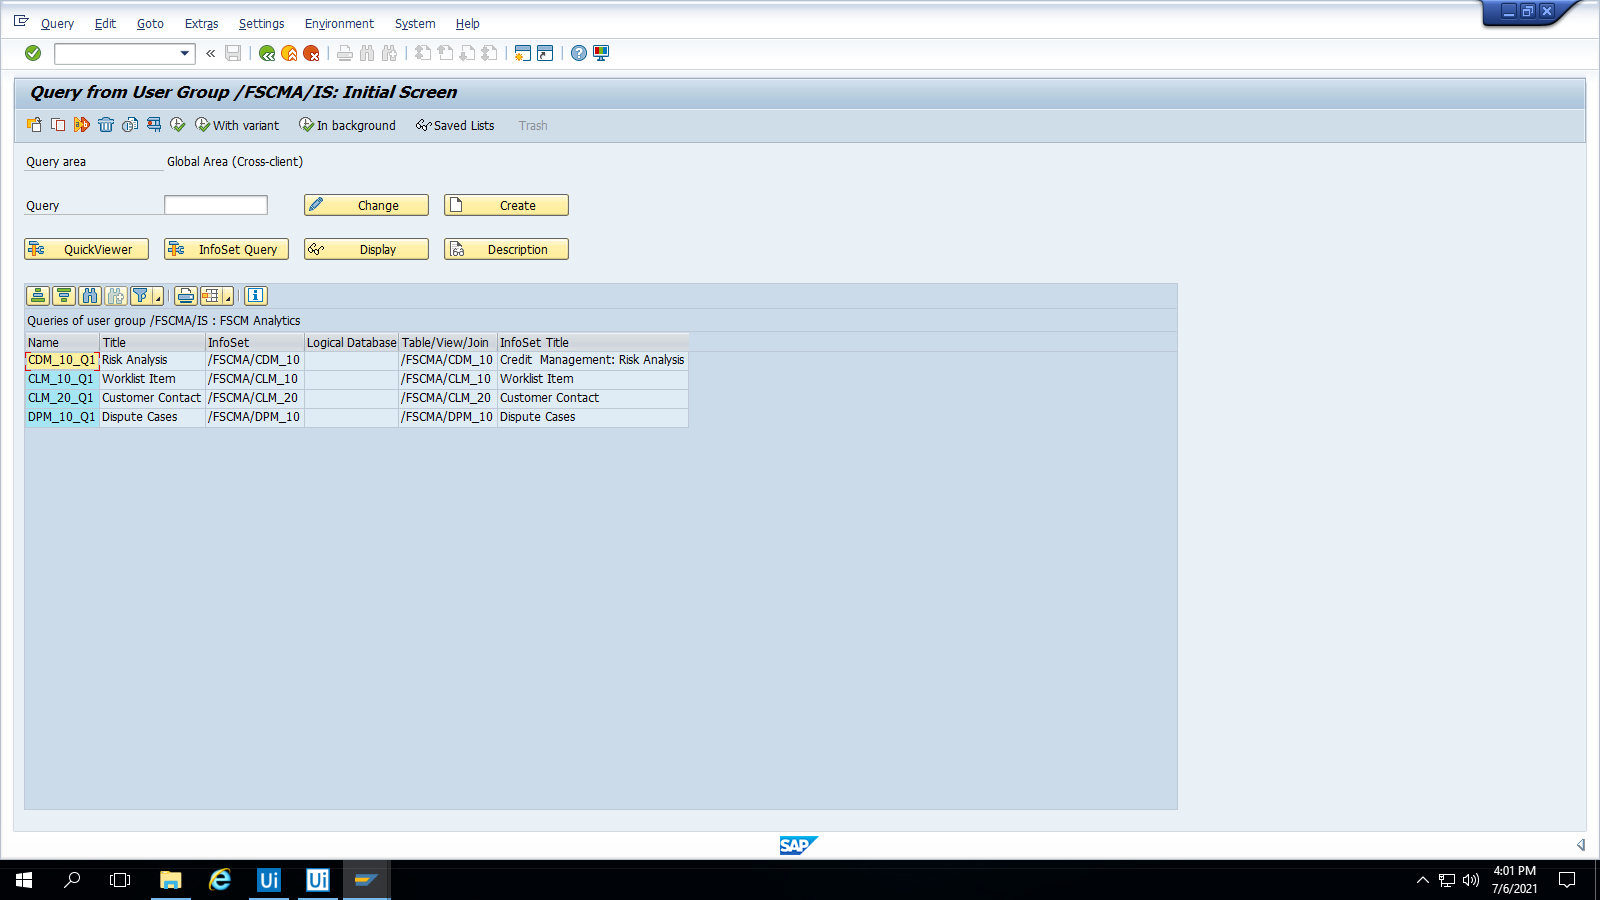 Query Edit Goto Extras Settings Environment System Help
Query from User Group /FSCMA/IS: Initial Screen
With variant In background Saved Lists Trash
Query area Global Area (Cross-client)
Query Change Create
QuickViewer InfoSet Query Display Description
Queries of user group /FSCMA/IS : FSCM Analytics
Name Title InfoSet Logical Database Table/View/Join InfoSet Title
CDM_10_Q1 Risk Analysis /FSCMA/CDM_10 /FSCMA/CDM_10 Credit Management: Risk Analysis
CLM_10_Q1 Worklist Item /FSCMA/CLM_10 /FSCMA/CLM_10 Worklist Item
CLM_20_Q1 Customer Contact /FSCMA/CLM_20 /FSCMA/CLM_20 Customer Contact
DPM_10_Q1 Dispute Cases /FSCMA/DPM_10 /FSCMA/DPM_10 Dispute Cases
SAP
Ui Ui
4:01 PM
7/6/2021